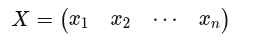 X = (x₁ x₂ ⋯ xₙ)